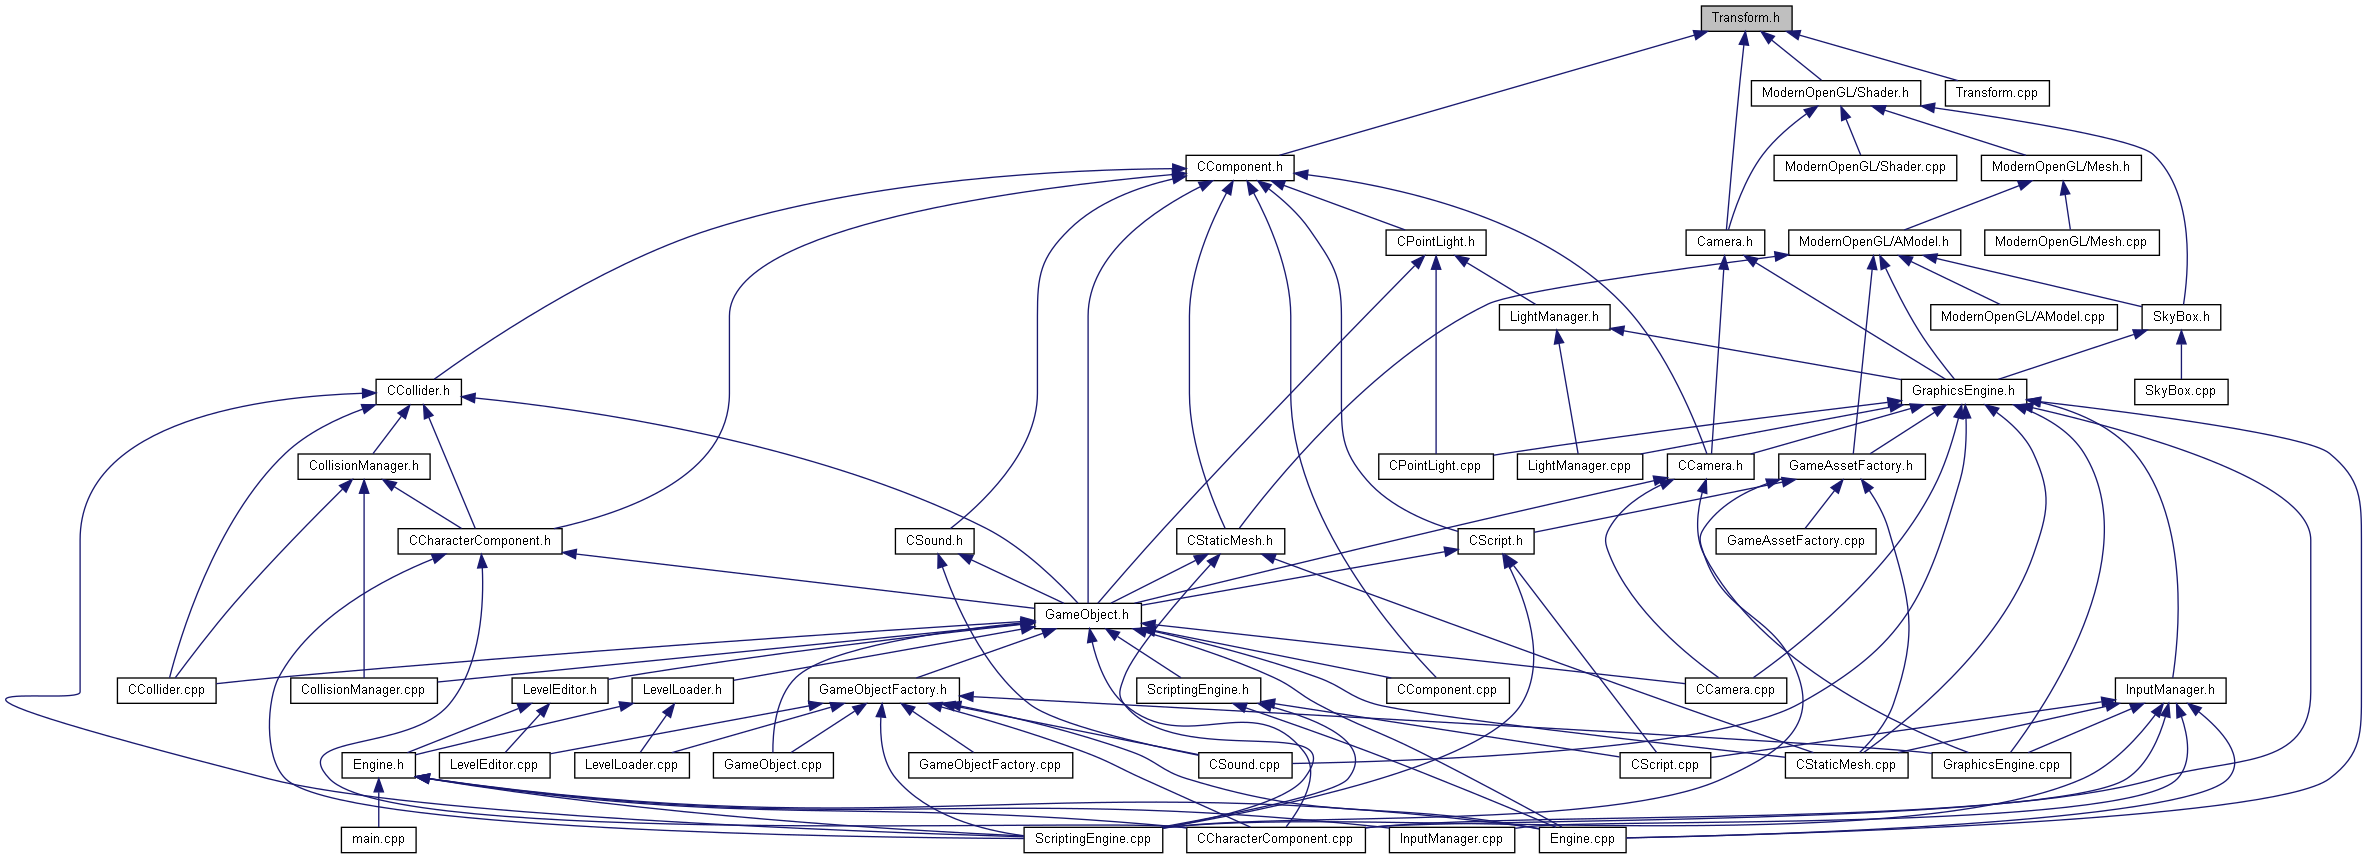 Transform.h
ModernOpenGL/Shader.h
Transform.cpp
CComponent.h
ModernOpenGL/Shader.cpp
ModernOpenGL/Mesh.h
CPointLight.h
Camera.h
ModernOpenGL/AModel.h
ModernOpenGL/Mesh.cpp
LightManager.h
ModernOpenGL/AModel.cpp
SkyBox.h
CCollider.h
GraphicsEngine.h
SkyBox.cpp
CollisionManager.h
CPointLight.cpp
LightManager.cpp
CCamera.h
GameAssetFactory.h
CCharacterComponent.h
CSound.h
CStaticMesh.h
CScript.h
GameAssetFactory.cpp
GameObject.h
CCollider.cpp
CollisionManager.cpp
LevelEditor.h
LevelLoader.h
GameObjectFactory.h
ScriptingEngine.h
CComponent.cpp
CCamera.cpp
InputManager.h
Engine.h
LevelEditor.cpp
LevelLoader.cpp
GameObject.cpp
GameObjectFactory.cpp
CSound.cpp
CScript.cpp
CStaticMesh.cpp
GraphicsEngine.cpp
main.cpp
ScriptingEngine.cpp
CCharacterComponent.cpp
InputManager.cpp
Engine.cpp